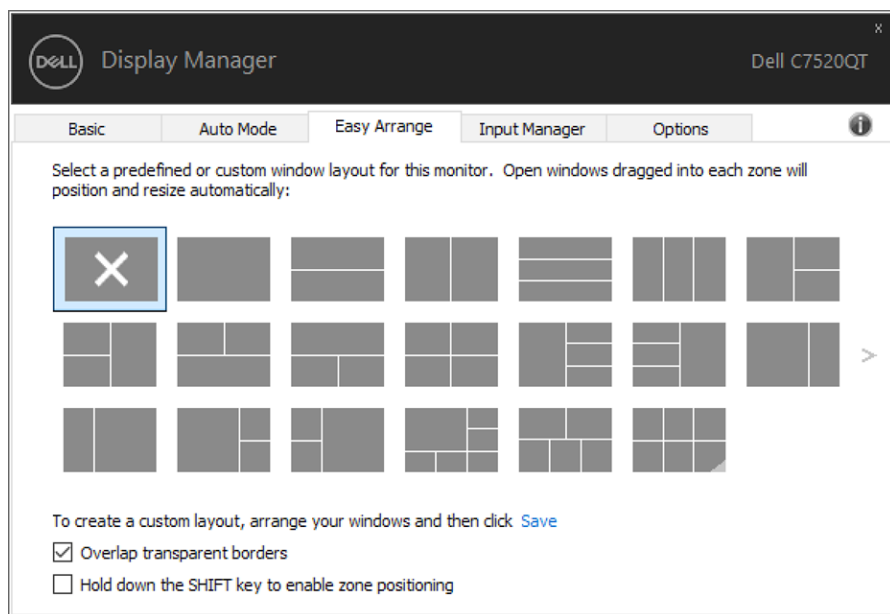 x
DELL
Display Manager
Dell C7520QT
Basic
Auto Mode
Easy Arrange
Input Manager
Options
i
Select a predefined or custom window layout for this monitor. Open windows dragged into each zone will
position and resize automatically:
>
To create a custom layout, arrange your windows and then click Save
Overlap transparent borders
Hold down the SHIFT key to enable zone positioning